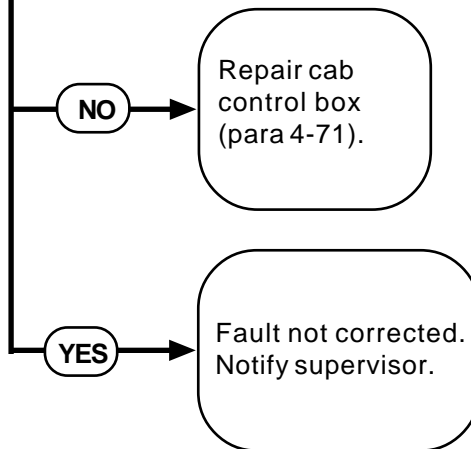 NO
Repair cab
control box
(para 4-71).
YES
Fault not corrected.
Notify supervisor.